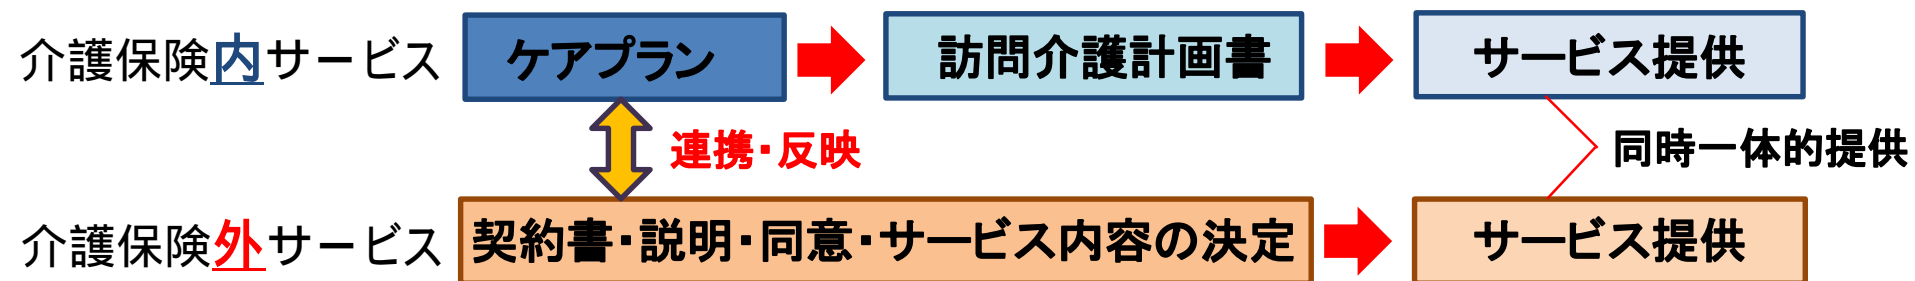 介護保険内サービス
ケアプラン
訪問介護計画書
サービス提供
連携・反映
同時一体的提供
介護保険外サービス
契約書・説明・同意・サービス内容の決定
サービス提供